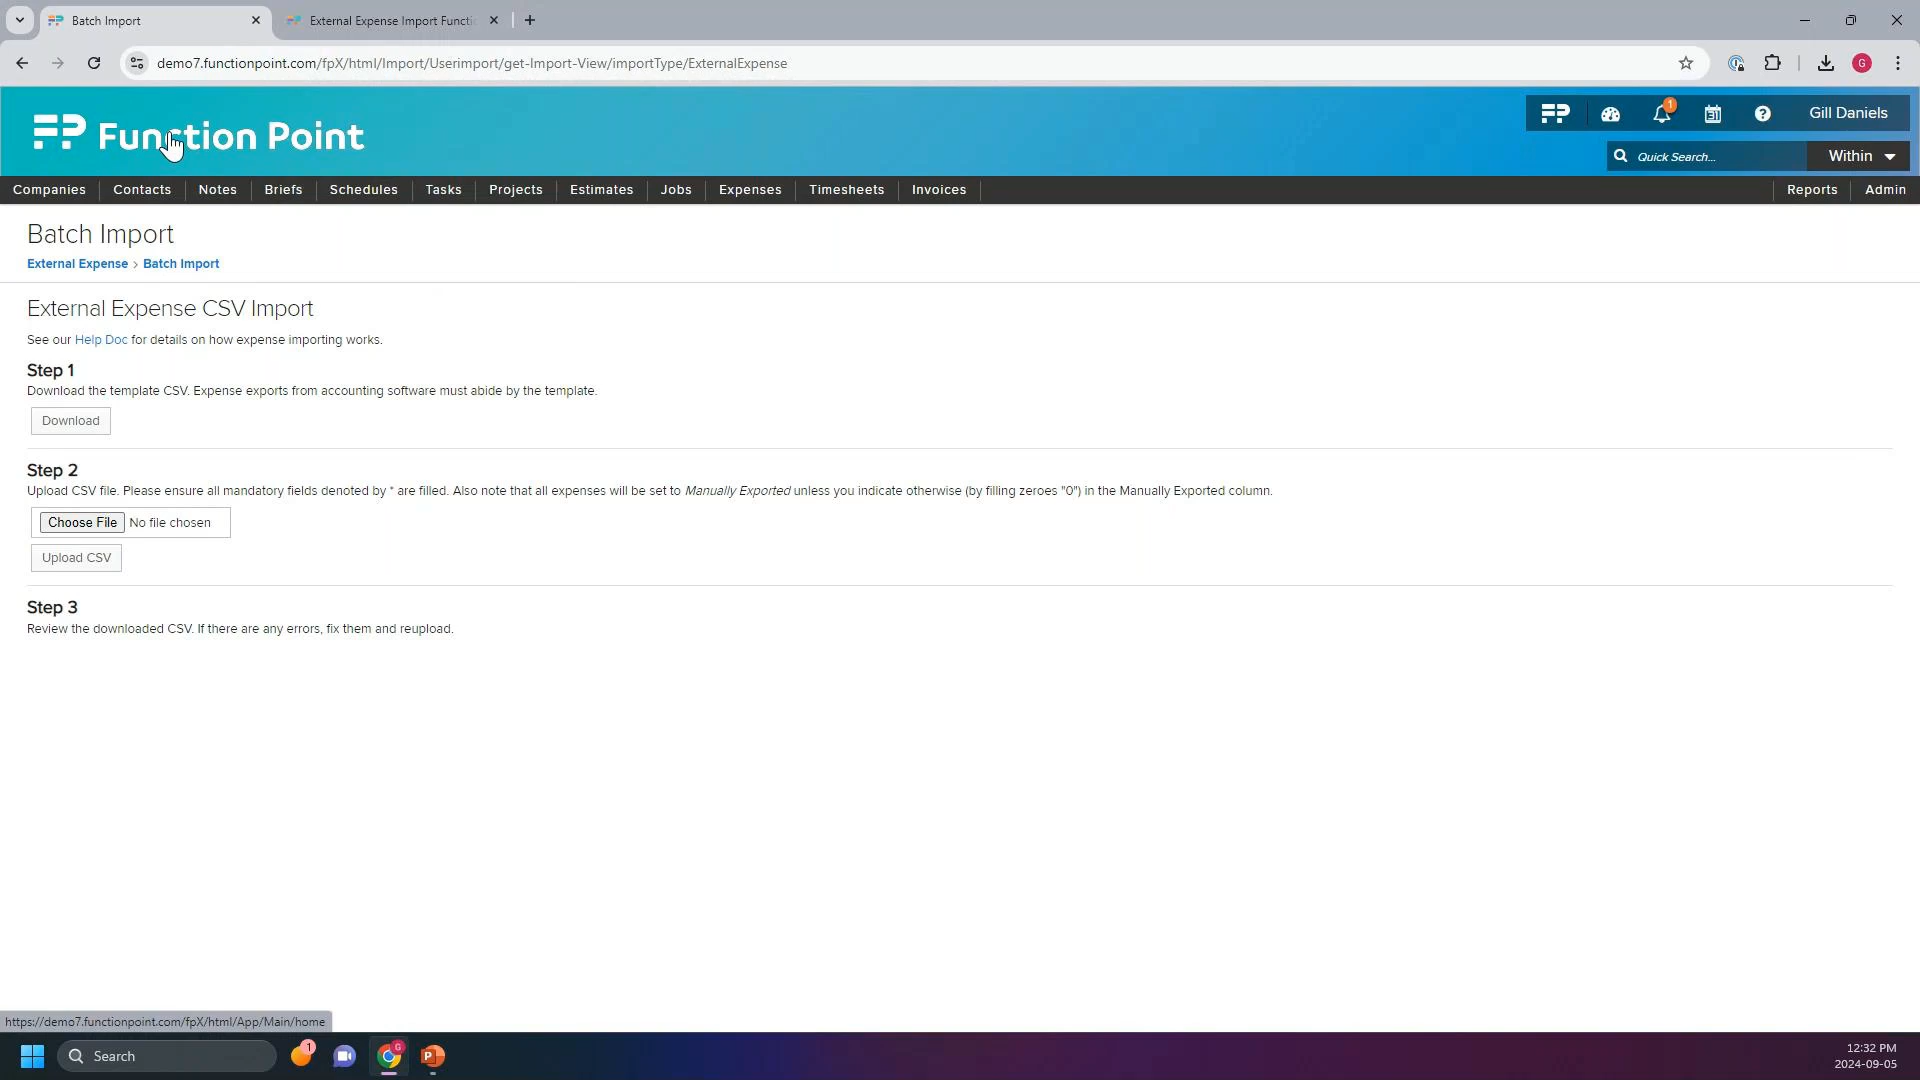 Batch Import
External Expense Import Functi
demo7.functionpoint.com/fpX/html/Import/Userimport/get-Import-View/importType/ExternalExpense
G
FP Function Point
FP
1
31
?
Gill Daniels
Quick Search...
Within
Companies
Contacts
Notes
Briefs
Schedules
Tasks
Projects
Estimates
Jobs
Expenses
Timesheets
Invoices
Reports
Admin
Batch Import
External Expense > Batch Import
External Expense CSV Import
See our Help Doc for details on how expense importing works.
Step 1
Download the template CSV. Expense exports from accounting software must abide by the template.
Download
Step 2
Upload CSV file. Please ensure all mandatory fields denoted by * are filled. Also note that all expenses will be set to Manually Exported unless you indicate otherwise (by filling zeroes "0") in the Manually Exported column.
Choose File No file chosen
Upload CSV
Step 3
Review the downloaded CSV. If there are any errors, fix them and reupload.
https://demo7.functionpoint.com/fpX/html/App/Main/home
Search
1
G
P
12:32 PM
2024-09-05